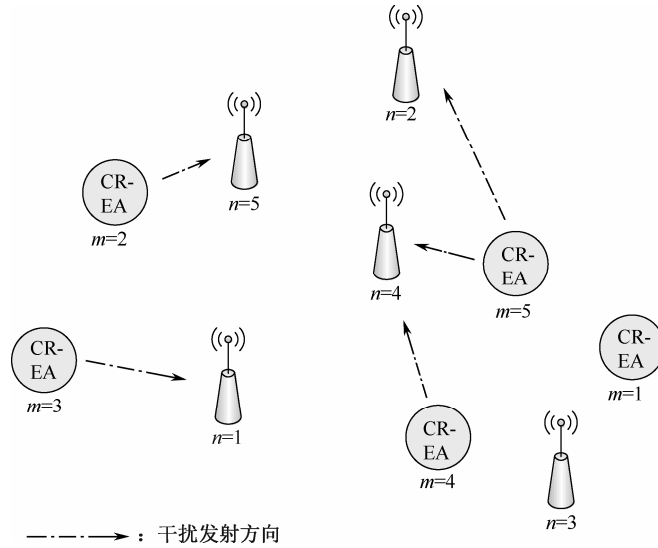 n=2
n=5
CR-
EA
m=2
n=4
CR-
EA
m=5
CR-
EA
m=3
n=1
CR-
EA
m=1
CR-
EA
m=4
n=3
：干扰发射方向